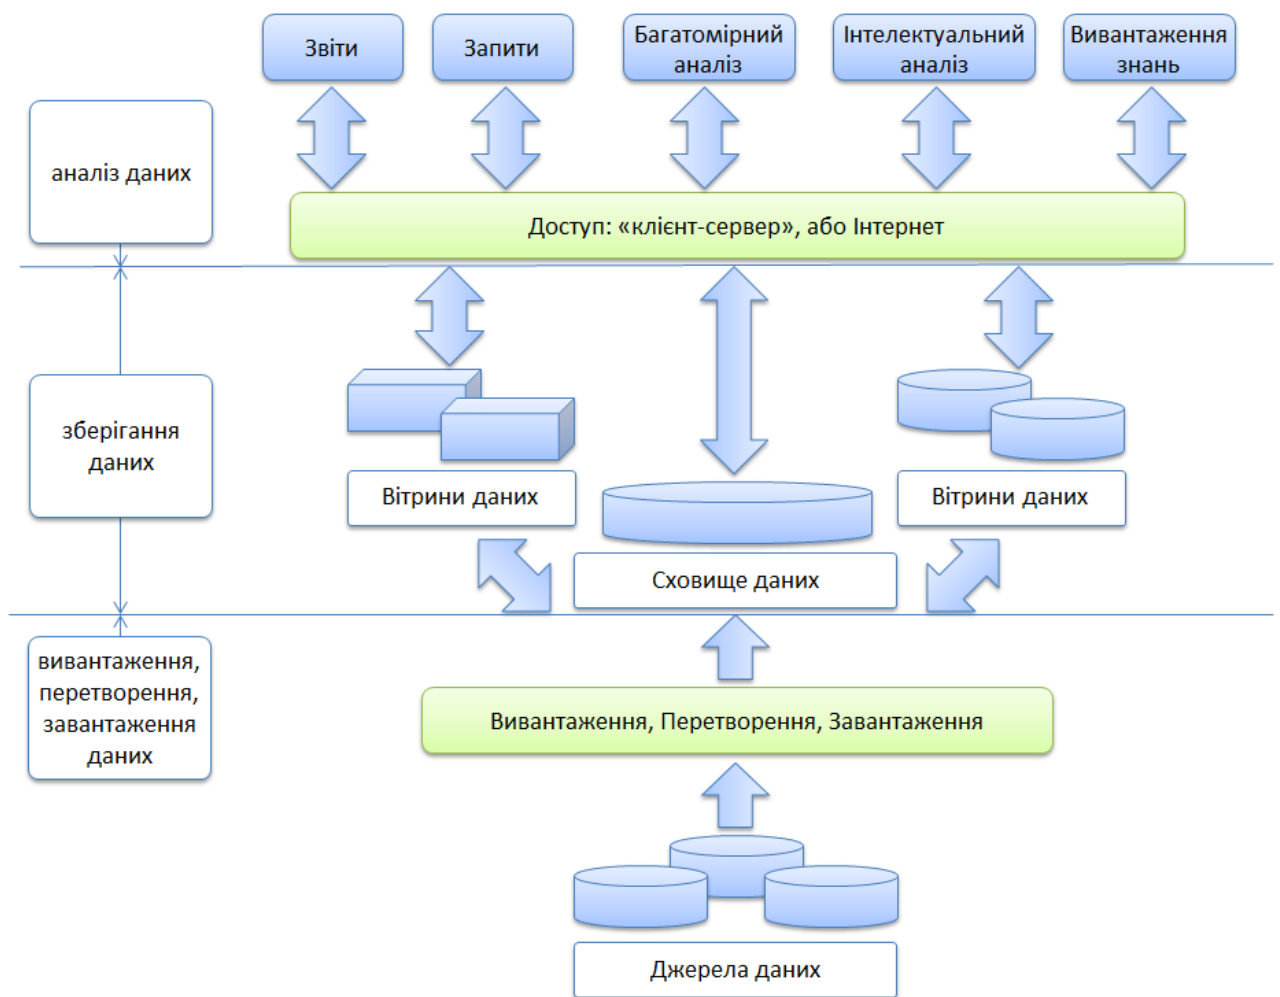 Звіти
Запити
Багатомірний
аналіз
Інтелектуальний
аналіз
Вивантаження
знань
аналіз даних
Доступ: «клієнт-сервер», або Інтернет
зберігання
даних
Вітрини даних
Вітрини даних
Сховище даних
вивантаження,
перетворення,
завантаження
даних
Вивантаження, Перетворення, Завантаження
Джерела даних